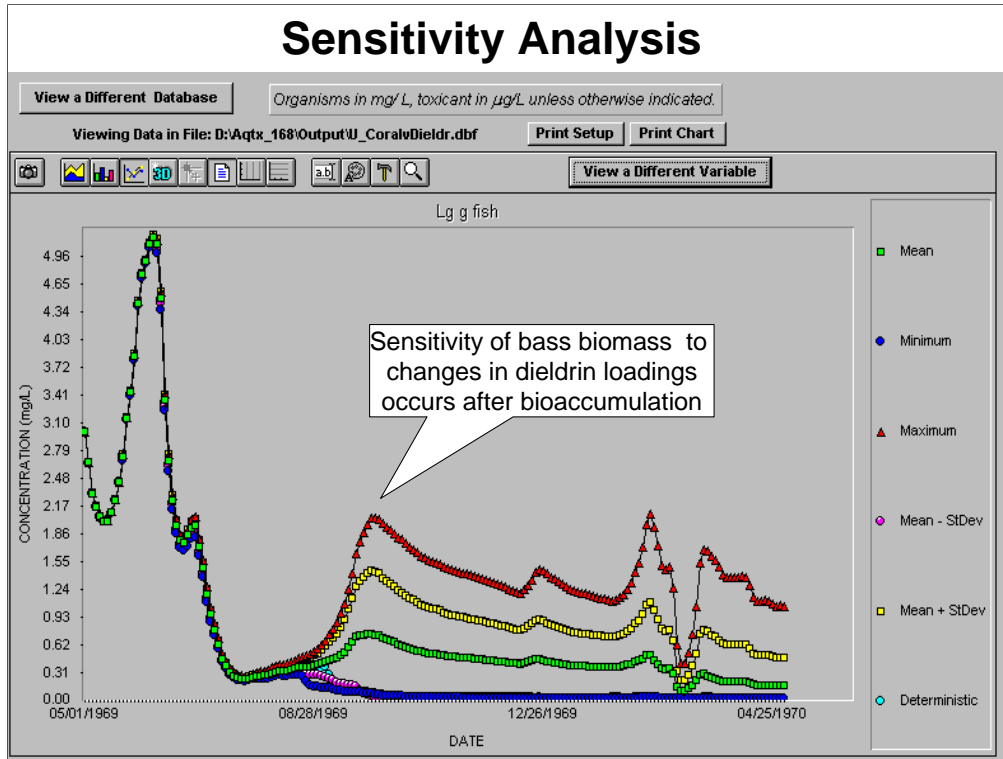 Sensitivity Analysis
View a Different Database
Organisms in mg/L, toxicant in µg/L unless otherwise indicated.
Viewing Data in File: D:\Aqtx_168\Output\U_CoralvDieldr.dbf
Print Setup
Print Chart
3D
a.b
View a Different Variable
Lg g fish
Sensitivity of bass biomass to
changes in dieldrin loadings
occurs after bioaccumulation
CONCENTRATION (mg/L)
4.96
4.65
4.34
4.03
3.72
3.41
3.10
2.79
2.48
2.17
1.86
1.55
1.24
0.93
0.62
0.31
0.00
05/01/1969
08/28/1969
12/26/1969
04/25/1970
DATE
Mean
Minimum
Maximum
Mean - StDev
Mean + StDev
Deterministic